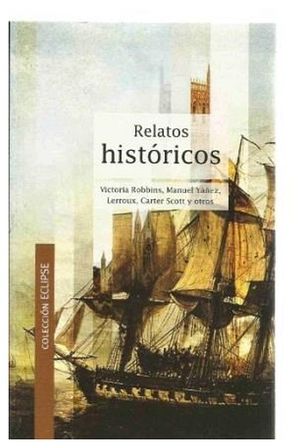 Relatos
históricos
Victoria Robbins, Manuel Yáñez,
Lerroux, Carter Scott y otros
COLECCIÓN ECLIPSE